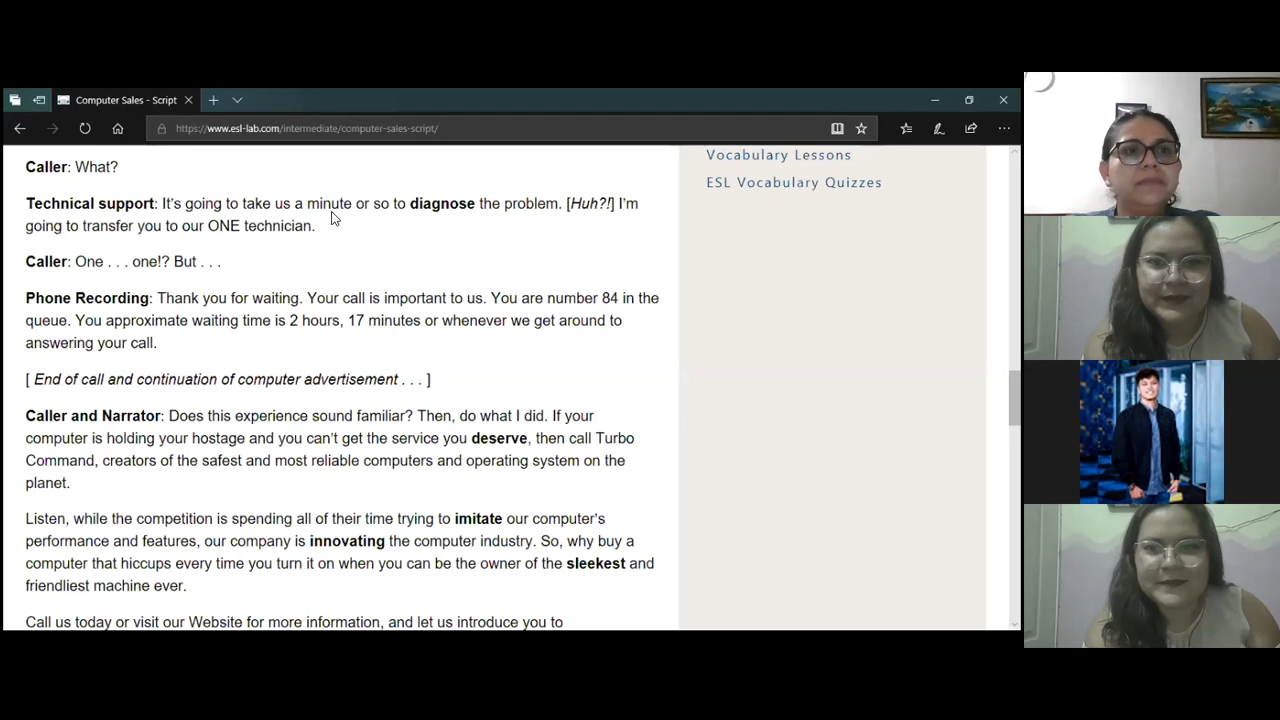 Computer Sales - Script
https://www.esl-lab.com/intermediate/computer-sales-script/
Caller: What?
Technical support: It's going to take us a minute or so to diagnose the problem. [Huh?!] I'm
going to transfer you to our ONE technician.
Caller: One . . . one!? But . . .
Phone Recording: Thank you for waiting. Your call is important to us. You are number 84 in the
queue. You approximate waiting time is 2 hours, 17 minutes or whenever we get around to
answering your call.
[ End of call and continuation of computer advertisement . . . ]
Caller and Narrator: Does this experience sound familiar? Then, do what I did. If your
computer is holding your hostage and you can't get the service you deserve, then call Turbo
Command, creators of the safest and most reliable computers and operating system on the
planet.
Listen, while the competition is spending all of their time trying to imitate our computer's
performance and features, our company is innovating the computer industry. So, why buy a
computer that hiccups every time you turn it on when you can be the owner of the sleekest and
friendliest machine ever.
Call us today or visit our Website for more information, and let us introduce you to
Vocabulary Lessons
ESL Vocabulary Quizzes